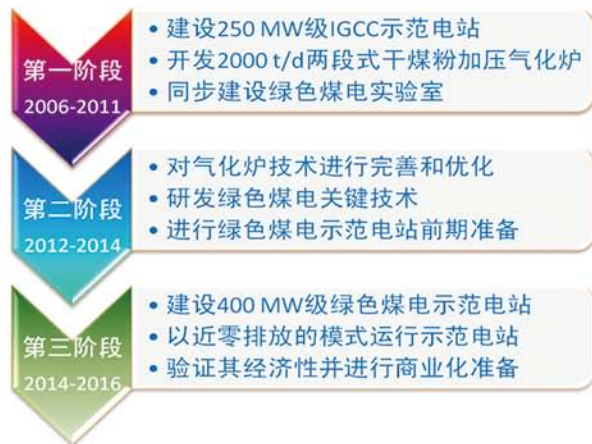 第一阶段
2006-2011
• 建设250 MW级IGCC示范电站
• 开发2000 t/d两段式干煤粉加压气化炉
• 同步建设绿色煤电实验室
第二阶段
2012-2014
• 对气化炉技术进行完善和优化
• 研发绿色煤电关键技术
• 进行绿色煤电示范电站前期准备
第三阶段
2014-2016
• 建设400 MW级绿色煤电示范电站
• 以近零排放的模式运行示范电站
• 验证其经济性并进行商业化准备